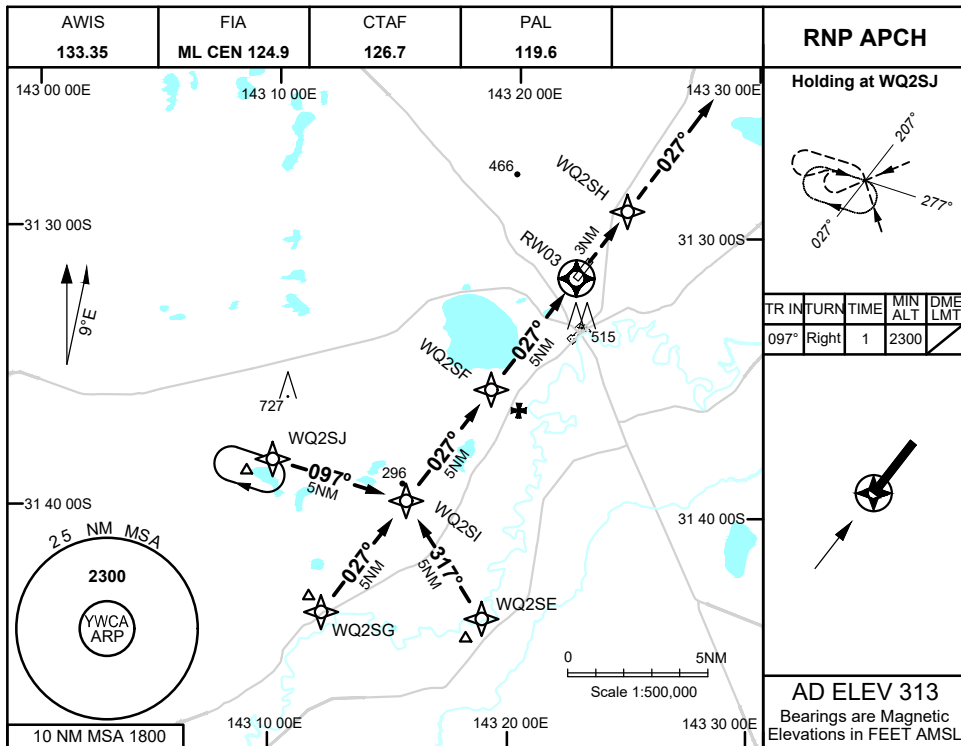 AWIS
133.35
FIA
ML CEN 124.9
CTAF
126.7
PAL
119.6
RNP APCH
143 00 00E
143 10 00E
143 20 00E
143 30 00E
Holding at WQ2SJ
207°
277°
027°
027°
466
WQ2SH
31 30 00S
31 30 00S
3NM
RW03
9°E
TR IN
TURN
TIME
MIN ALT
DME LMT
097°
Right
1
2300
515
027°
5NM
WQ2SF
727
WQ2SJ
027°
5NM
097°
5NM
296
WQ2SI
31 40 00S
31 40 00S
25 NM MSA
2300
YWCA
ARP
027°
5NM
317°
5NM
WQ2SG
WQ2SE
0
5NM
Scale 1:500,000
AD ELEV 313
Bearings are Magnetic
Elevations in FEET AMSL
10 NM MSA 1800
143 10 00E
143 20 00E
143 30 00E